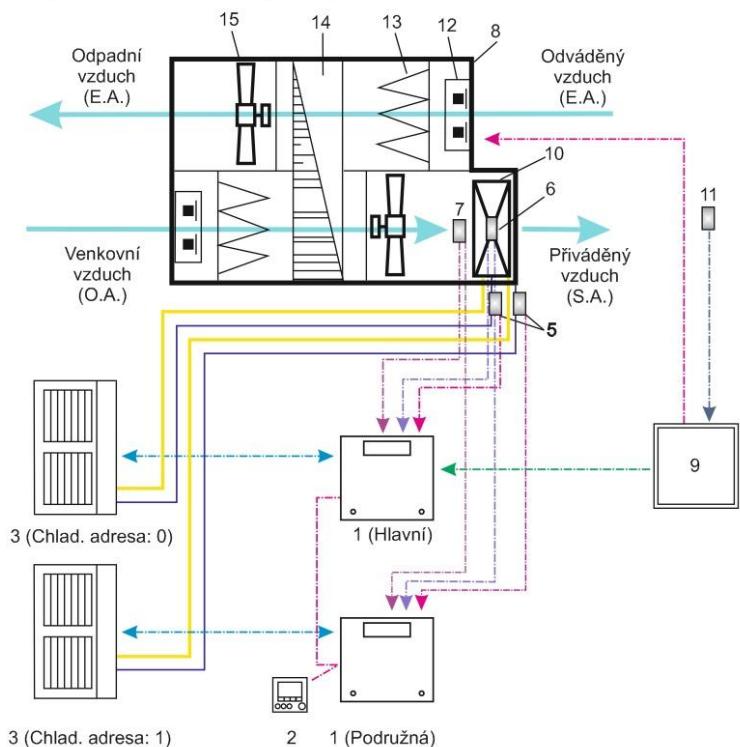 15
14
13
8
12
Odpadní
vzduch
(E.A.)
Odváděný
vzduch
(E.A.)
10
6
7
11
Venkovní
vzduch
(O.A.)
Přiváděný
vzduch
(S.A.)
5
9
3 (Chlad. adresa: 0)
1 (Hlavní)
3 (Chlad. adresa: 1)
2
1 (Podružná)